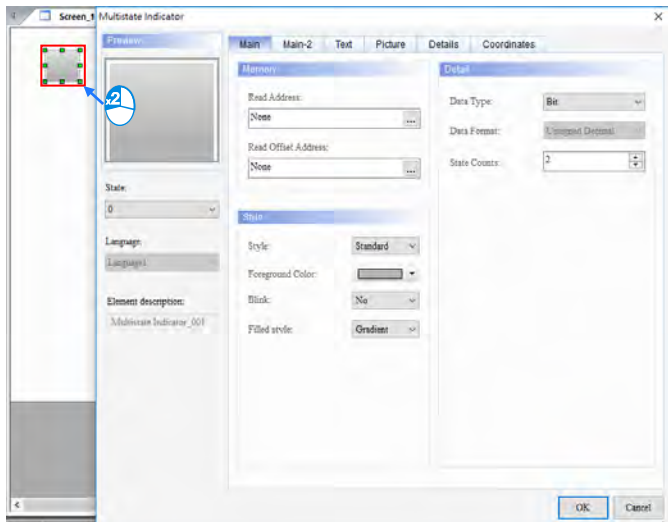 Screen_1
Multistate Indicator
Preview
Main Main-2 Text Picture Details Coordinates
Memory
Detail
Read Address:
None
...
Data Type:
Bit
Data Format:
Unsigned Decimal
Read Offset Address:
None
...
State Counts:
2
x2
State:
0
Language:
Language1
Element description:
Multistate Indicator_001
Style
Style:
Standard
Foreground Color:
Blink:
No
Filled style:
Gradient
OK
Cancel